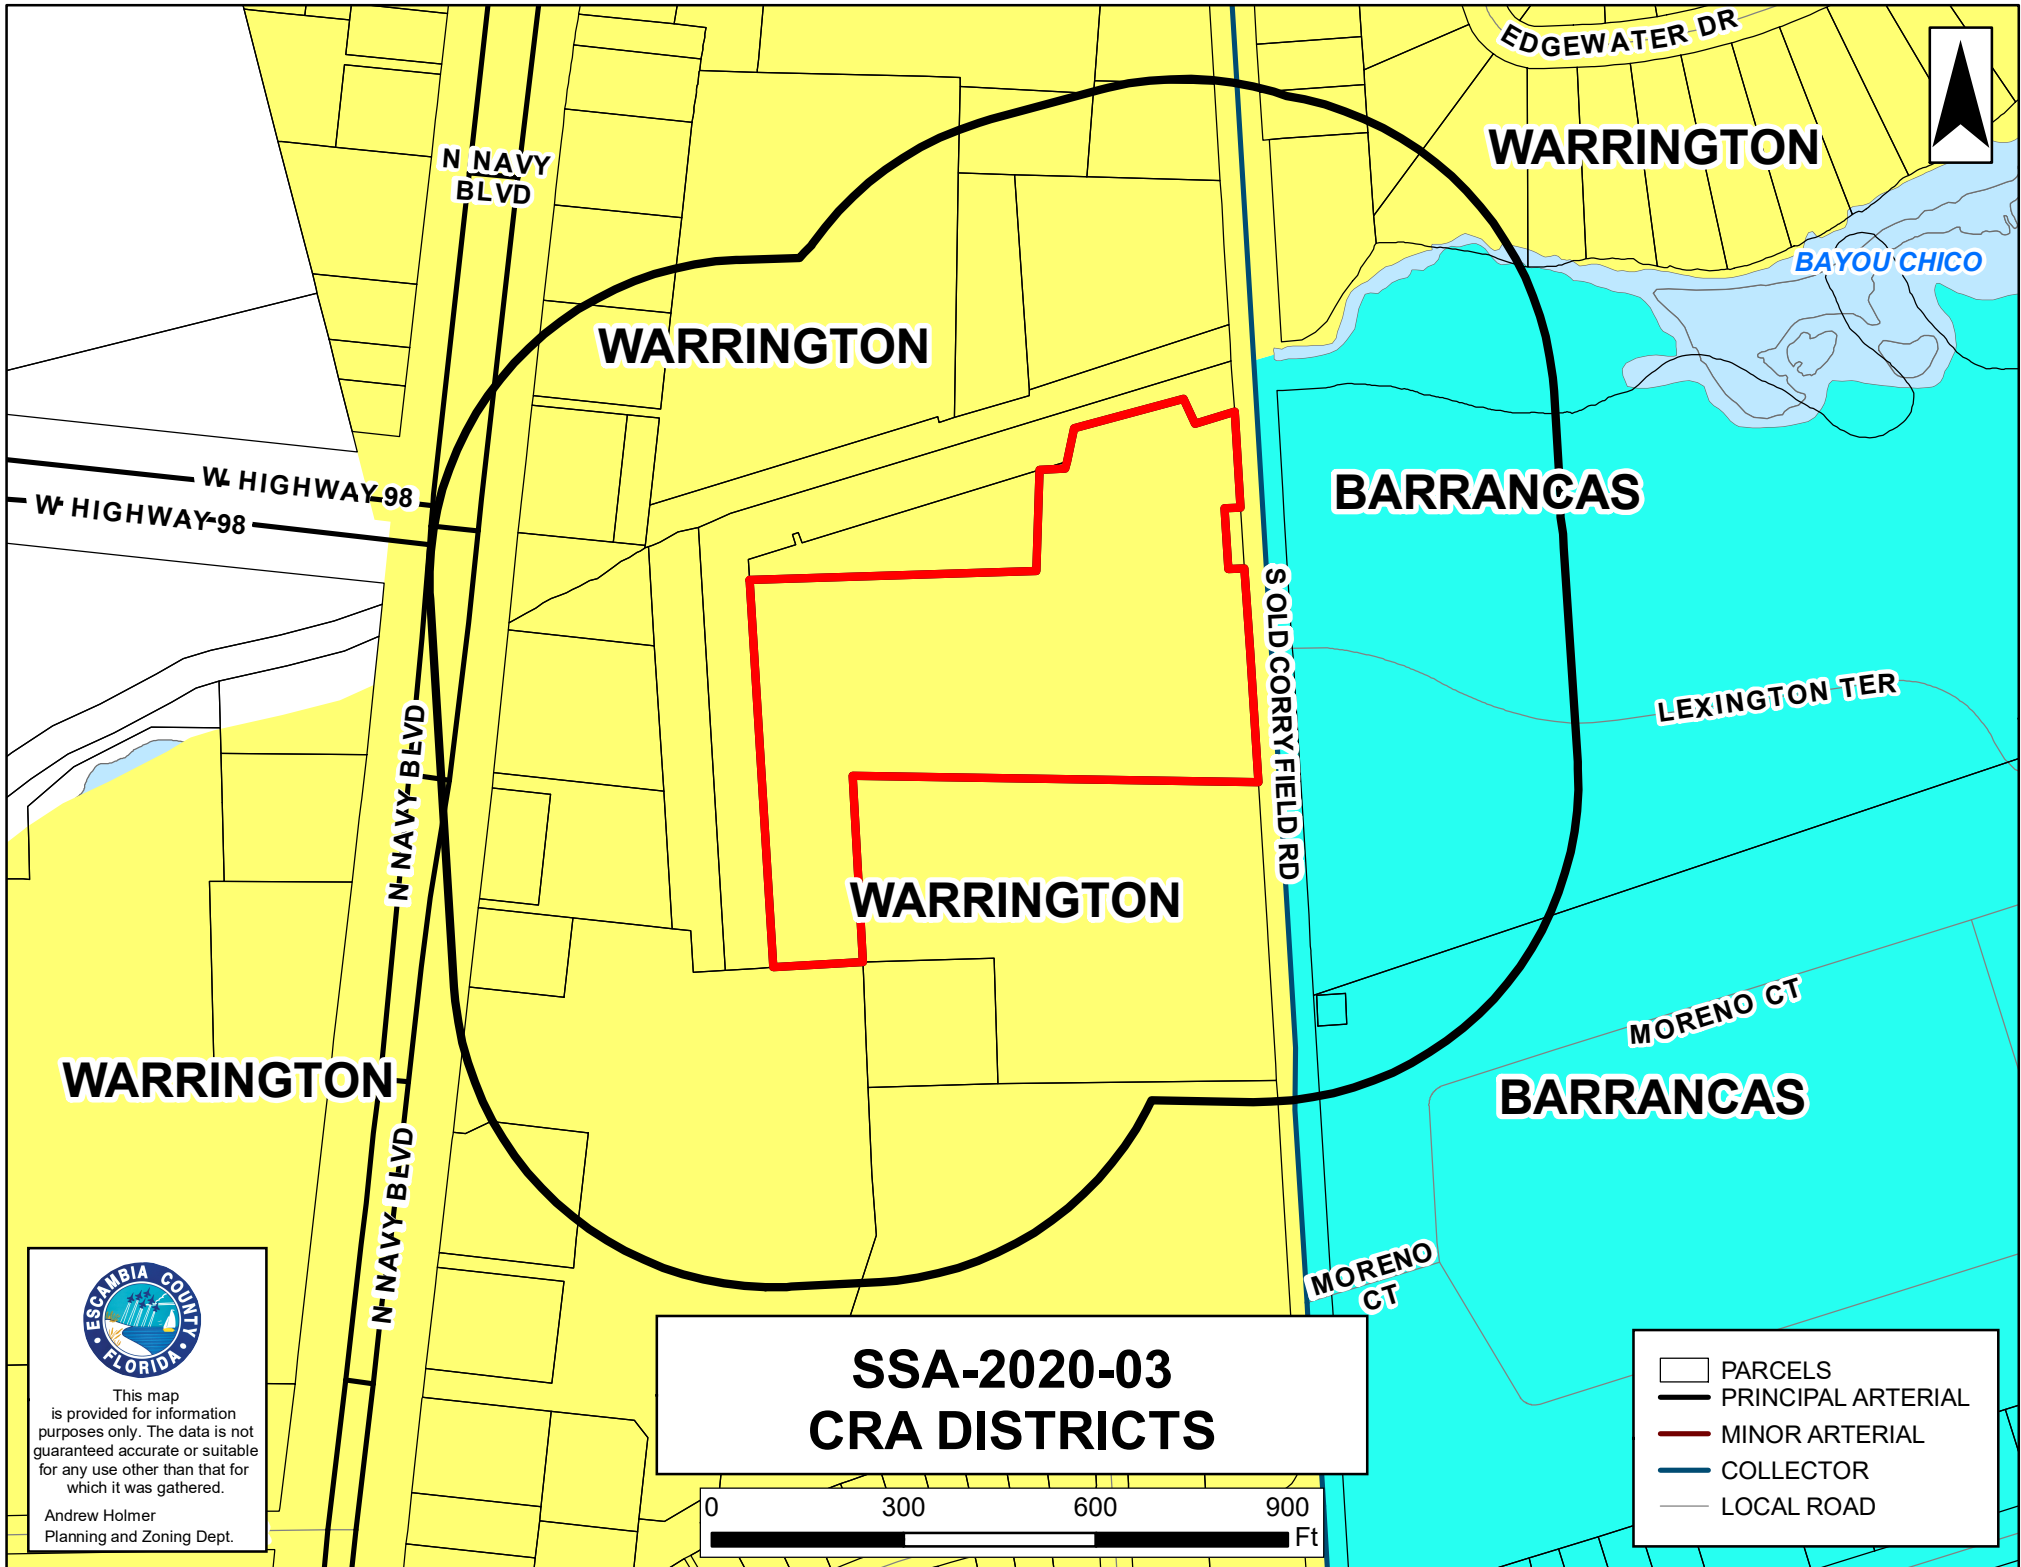 EDGEWATER DR
WARRINGTON
N NAVY
BLVD
BAYOU CHICO
WARRINGTON
W HIGHWAY 98
W HIGHWAY 98
BARRANCAS
S OLD CORRY FIELD RD
LEXINGTON TER
N NAVY BLVD
WARRINGTON
MORENO CT
WARRINGTON
BARRANCAS
N NAVY BLVD
MORENO
CT
ESCAMBIA COUNTY
FLORIDA
This map
is provided for information
purposes only. The data is not
guaranteed accurate or suitable
for any use other than that for
which it was gathered.
Andrew Holmer
Planning and Zoning Dept.
SSA-2020-03
CRA DISTRICTS
0 300 600 900
Ft
PARCELS
PRINCIPAL ARTERIAL
MINOR ARTERIAL
COLLECTOR
LOCAL ROAD